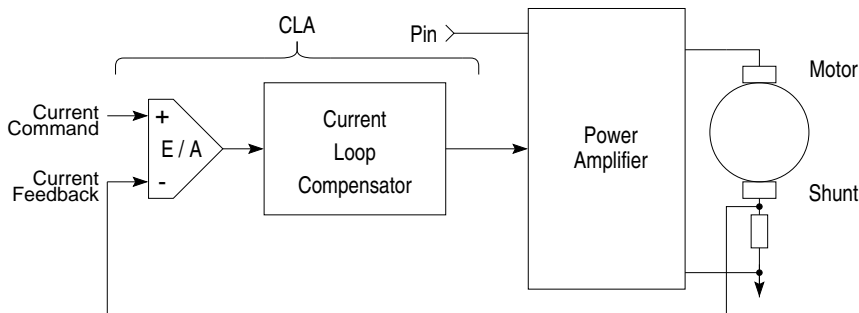 CLA
Pin
Motor
Current
Command
+
E / A
-
Current
Feedback
Current
Loop
Compensator
Power
Amplifier
Shunt